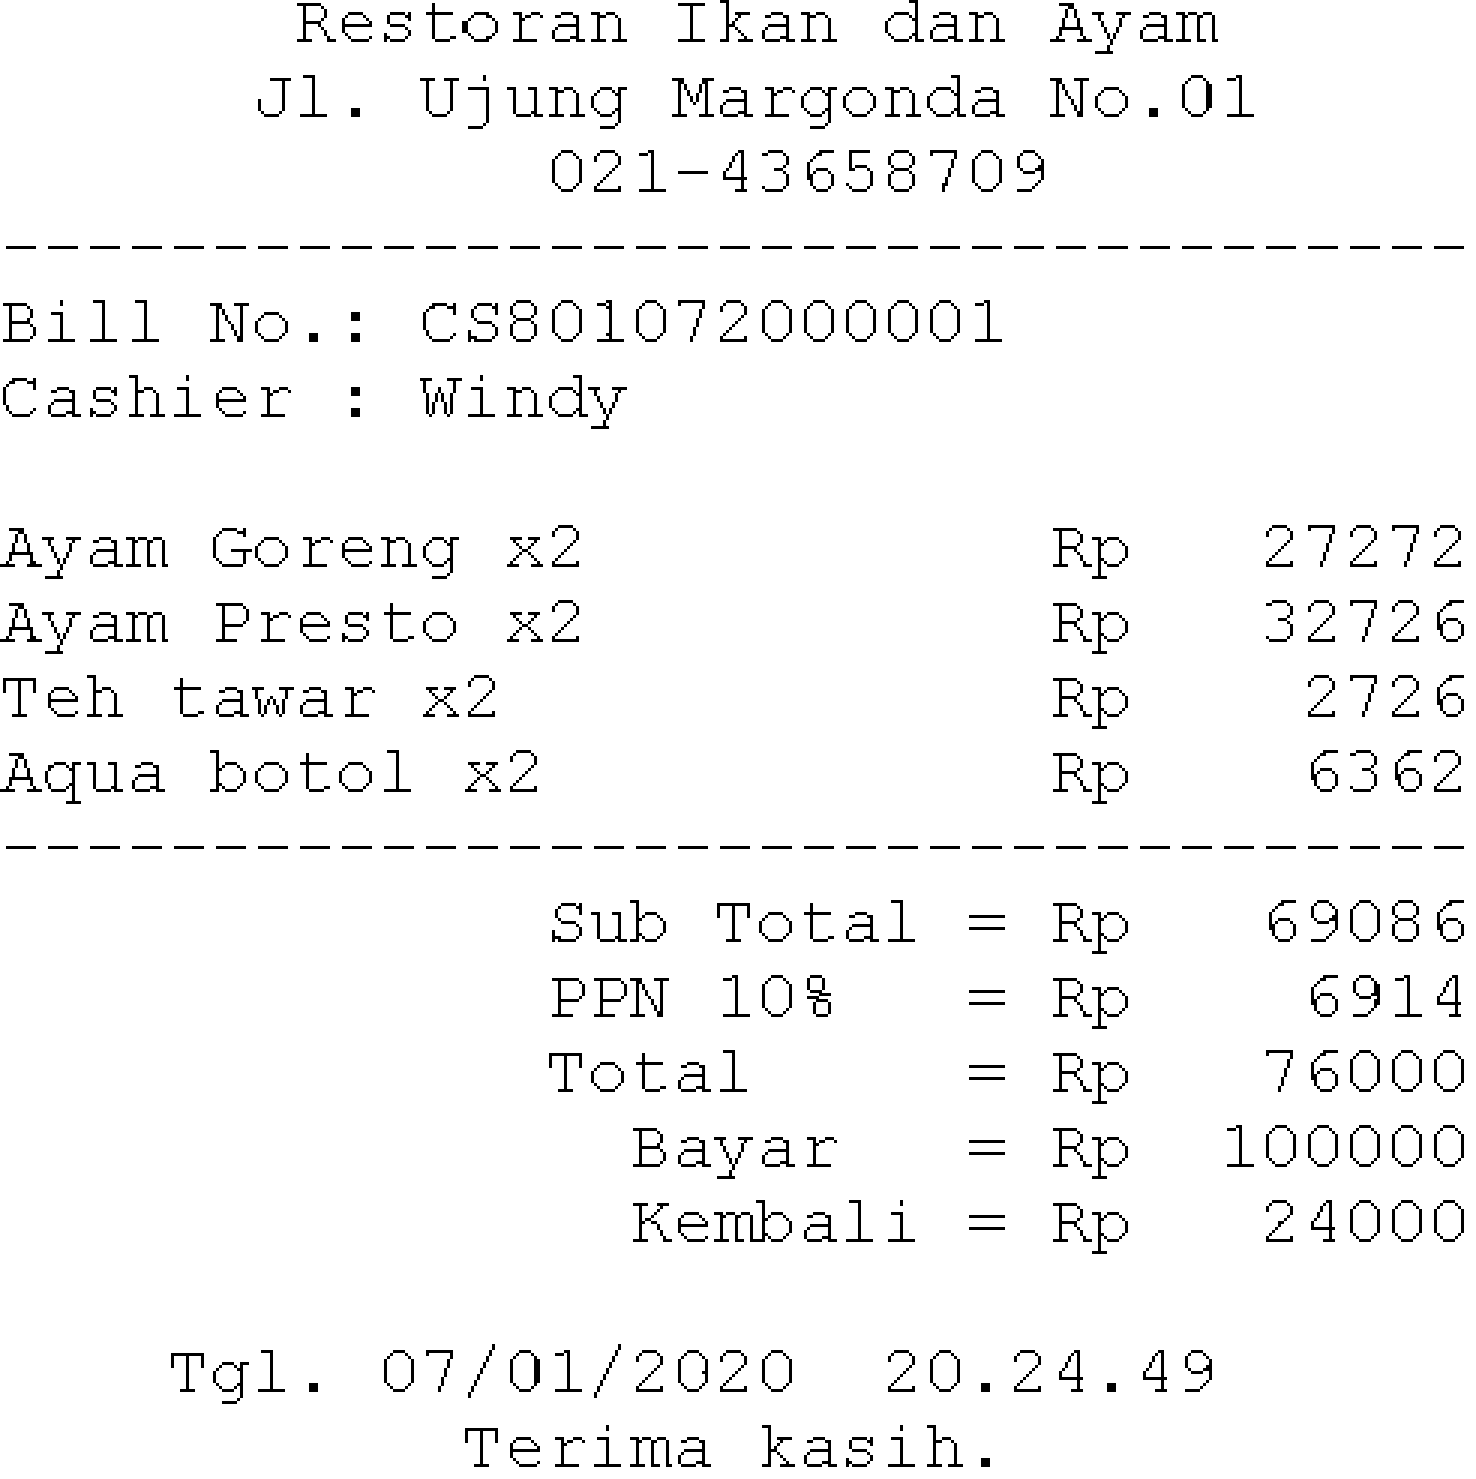 Restoran Ikan dan Ayam
Jl. Ujung Margonda No.01
021-43658709
-----------------------------------
Bill No.: CS801072000001
Cashier : Windy
Ayam Goreng x2 Rp 27272
Ayam Presto x2 Rp 32726
Teh tawar x2 Rp 2726
Aqua botol x2 Rp 6362
-----------------------------------
Sub Total = Rp 69086
PPN 10% = Rp 6914
Total = Rp 76000
Bayar = Rp 100000
Kembali = Rp 24000
Tgl. 07/01/2020 20.24.49
Terima kasih.